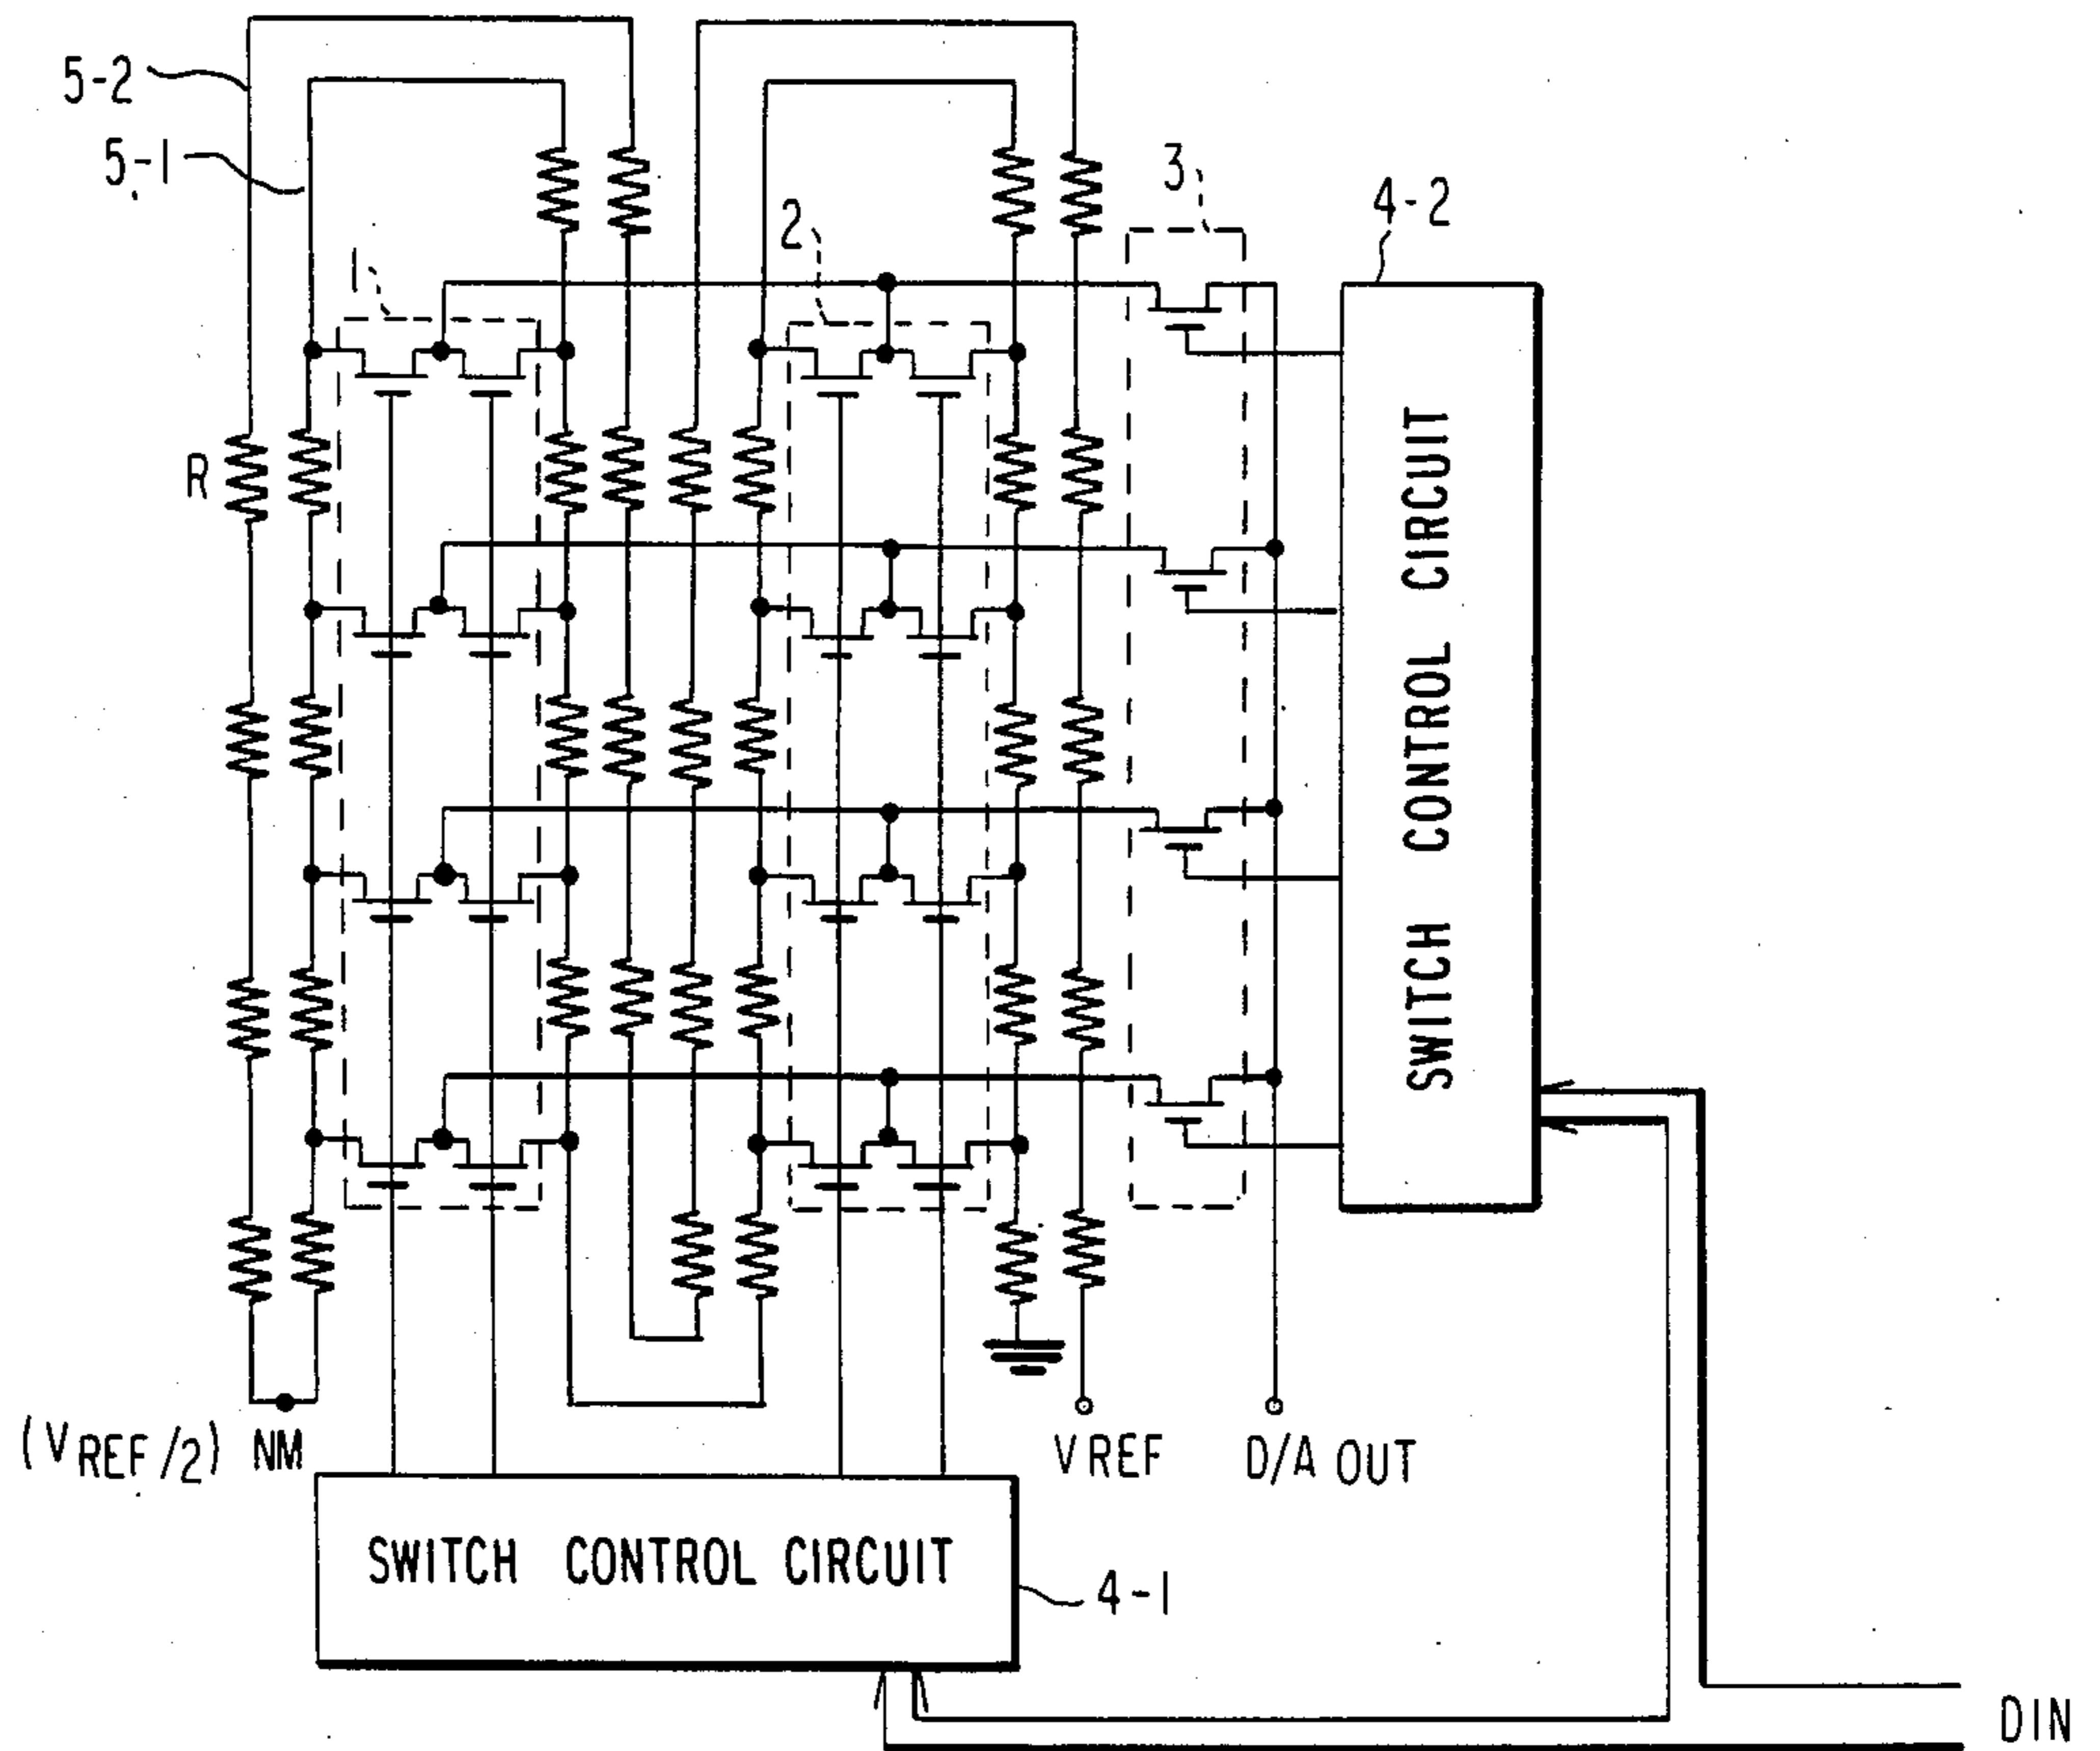 5-2
5-1
1
2
3
4-2
R
SWITCH CONTROL CIRCUIT
(VREF/2) NM
VREF
D/A OUT
SWITCH CONTROL CIRCUIT
4-1
DIN